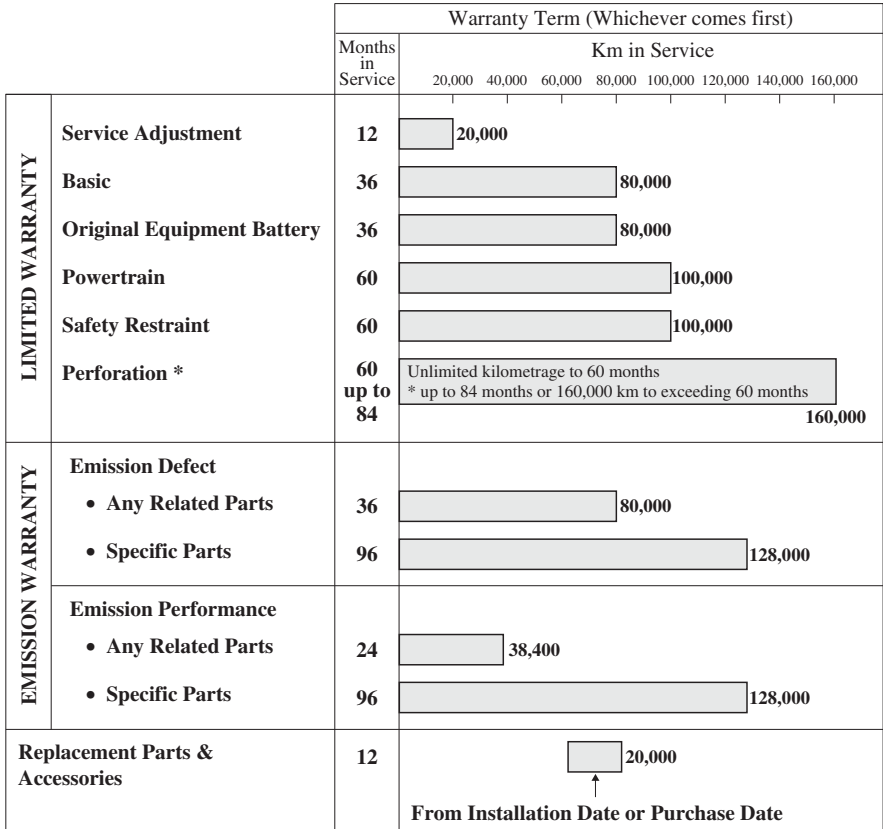 Warranty Term (Whichever comes first)
Months in Service
Km in Service
20,000 40,000 60,000 80,000 100,000 120,000 140,000 160,000
LIMITED WARRANTY
Service Adjustment 12 20,000
Basic 36 80,000
Original Equipment Battery 36 80,000
Powertrain 60 100,000
Safety Restraint 60 100,000
Perforation * 60 up to 84
Unlimited kilometrage to 60 months
* up to 84 months or 160,000 km to exceeding 60 months
160,000
EMISSION WARRANTY
Emission Defect
• Any Related Parts 36 80,000
• Specific Parts 96 128,000
Emission Performance
• Any Related Parts 24 38,400
• Specific Parts 96 128,000
Replacement Parts & Accessories 12 20,000
From Installation Date or Purchase Date